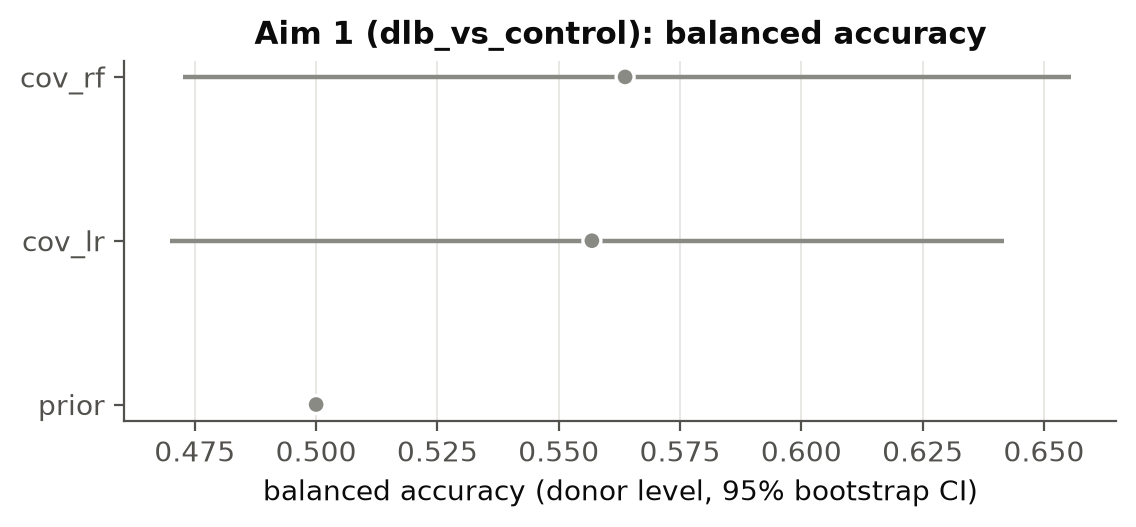 Aim 1 (dlb_vs_control): balanced accuracy
cov_rf
cov_lr
prior
0.475 0.500 0.525 0.550 0.575 0.600 0.625 0.650
balanced accuracy (donor level, 95% bootstrap CI)